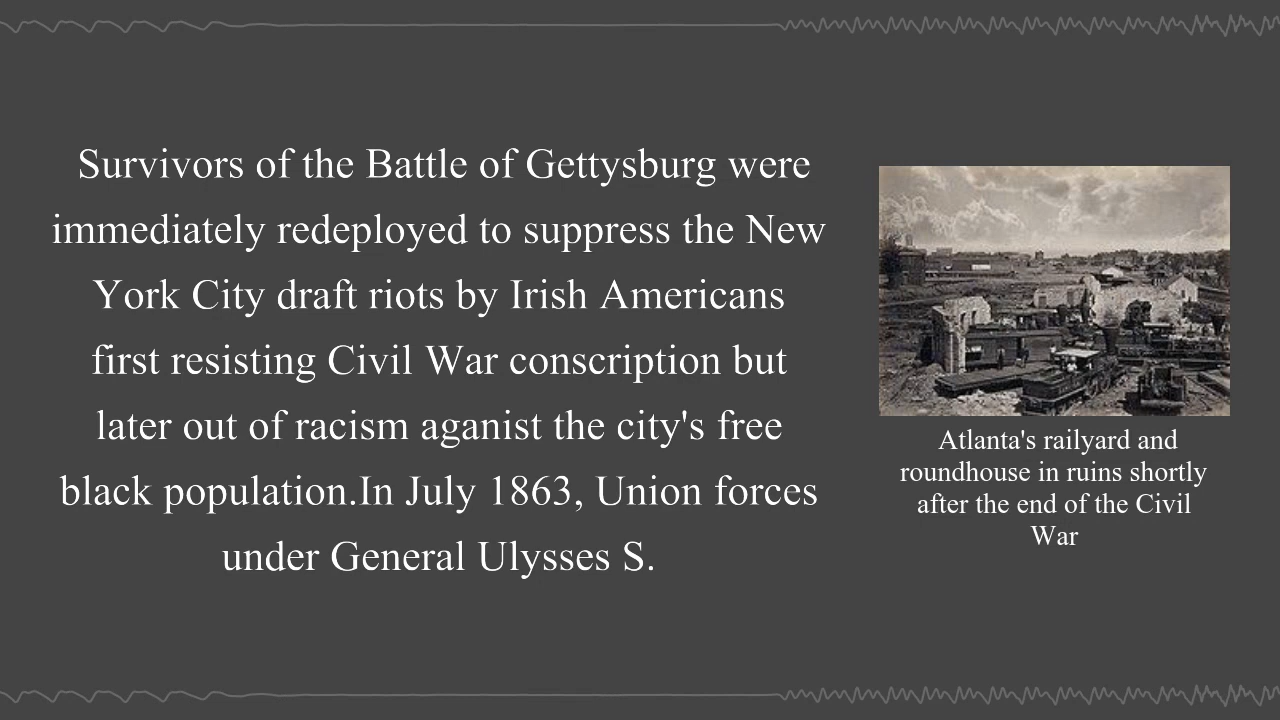 Survivors of the Battle of Gettysburg were
immediately redeployed to suppress the New
York City draft riots by Irish Americans
first resisting Civil War conscription but
later out of racism aganist the city's free
black population.In July 1863, Union forces
under General Ulysses S.
Atlanta's railyard and
roundhouse in ruins shortly
after the end of the Civil
War